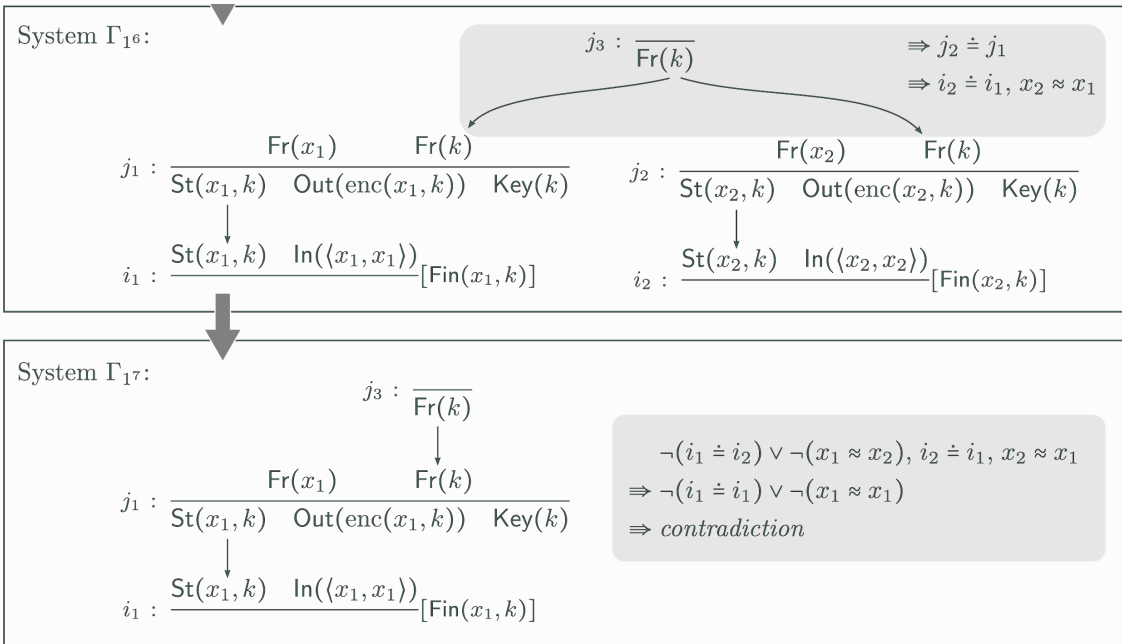 System Γ₁⁶:
j₃ : Fr(k)
⇛ j₂ ≐ j₁
⇛ i₂ ≐ i₁, x₂ ≈ x₁
j₁ : Fr(x₁) Fr(k)
St(x₁, k) Out(enc(x₁, k)) Key(k)
j₂ : Fr(x₂) Fr(k)
St(x₂, k) Out(enc(x₂, k)) Key(k)
i₁ : St(x₁, k) In(⟨x₁, x₁⟩) [Fin(x₁, k)]
i₂ : St(x₂, k) In(⟨x₂, x₂⟩) [Fin(x₂, k)]
System Γ₁⁷:
j₃ : Fr(k)
j₁ : Fr(x₁) Fr(k)
St(x₁, k) Out(enc(x₁, k)) Key(k)
i₁ : St(x₁, k) In(⟨x₁, x₁⟩) [Fin(x₁, k)]
¬(i₁ ≐ i₂) ∨ ¬(x₁ ≈ x₂), i₂ ≐ i₁, x₂ ≈ x₁
⇛ ¬(i₁ ≐ i₁) ∨ ¬(x₁ ≈ x₁)
⇛ contradiction